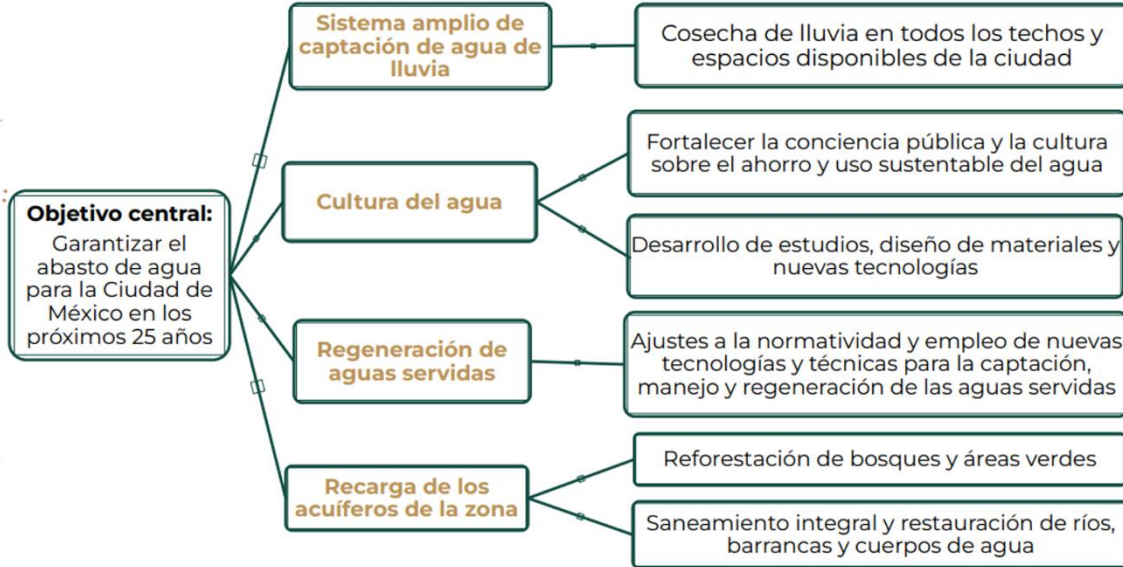 Objetivo central:
Garantizar el
abasto de agua
para la Ciudad de
México en los
próximos 25 años
Sistema amplio de
captación de agua de
lluvia
Cosecha de lluvia en todos los techos y
espacios disponibles de la ciudad
Cultura del agua
Fortalecer la conciencia pública y la cultura
sobre el ahorro y uso sustentable del agua
Desarrollo de estudios, diseño de materiales y
nuevas tecnologías
Regeneración de
aguas servidas
Ajustes a la normatividad y empleo de nuevas
tecnologías y técnicas para la captación,
manejo y regeneración de las aguas servidas
Recarga de los
acuíferos de la zona
Reforestación de bosques y áreas verdes
Saneamiento integral y restauración de ríos,
barrancas y cuerpos de agua